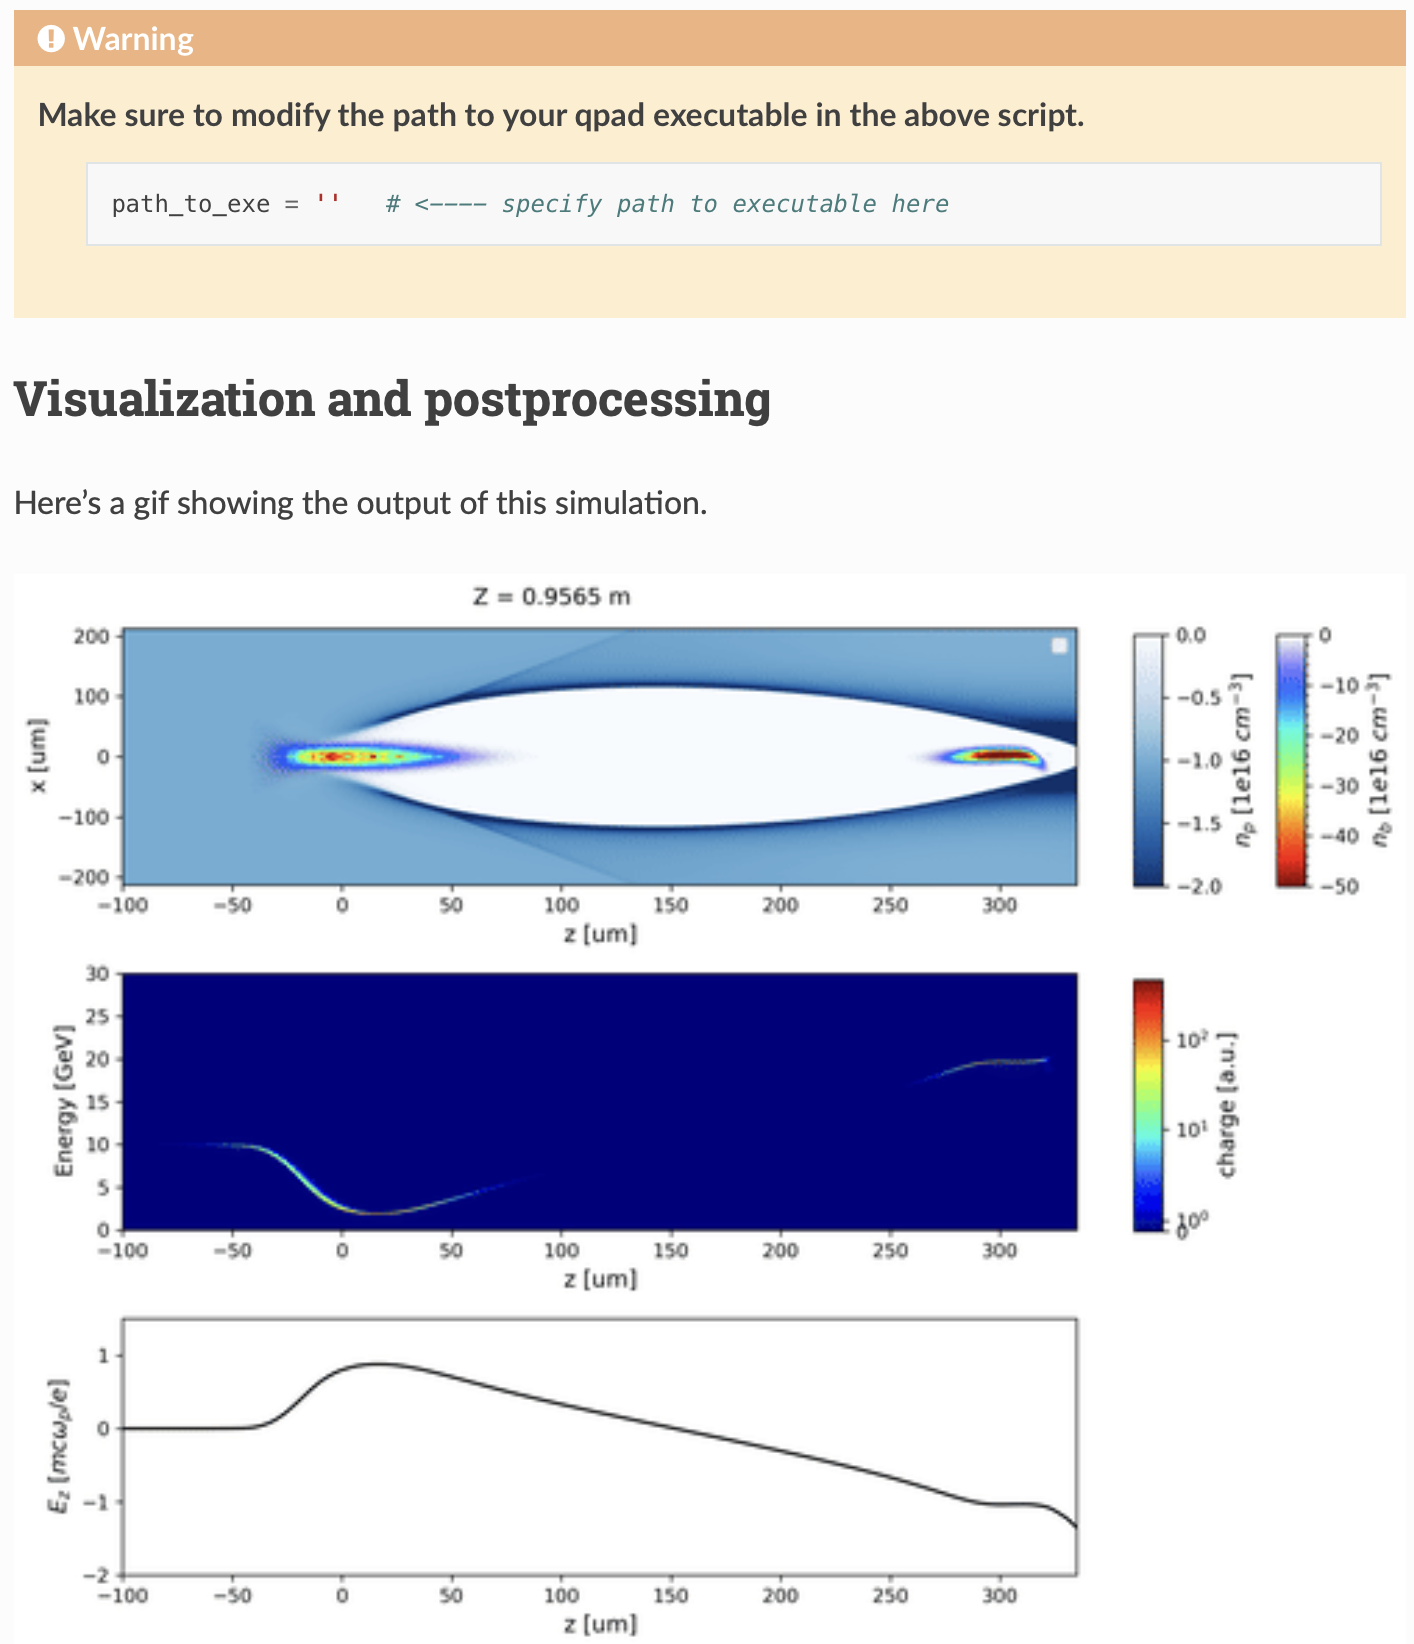 Warning
Make sure to modify the path to your qpad executable in the above script.
path_to_exe = ''   # <---- specify path to executable here
Visualization and postprocessing
Here’s a gif showing the output of this simulation.
Z = 0.9565 m
200
100
0
−100
−200
x [um]
−100 −50 0 50 100 150 200 250 300
z [um]
0.0
−0.5
−1.0
−1.5
−2.0
n_p [1e16 cm⁻³]
0
−10
−20
−30
−40
−50
n_b [1e16 cm⁻³]
30
25
20
15
10
5
0
Energy [GeV]
−100 −50 0 50 100 150 200 250 300
z [um]
10²
10¹
10⁰
0
charge [a.u.]
1
0
−1
−2
E_z [mcω_p/e]
−100 −50 0 50 100 150 200 250 300
z [um]